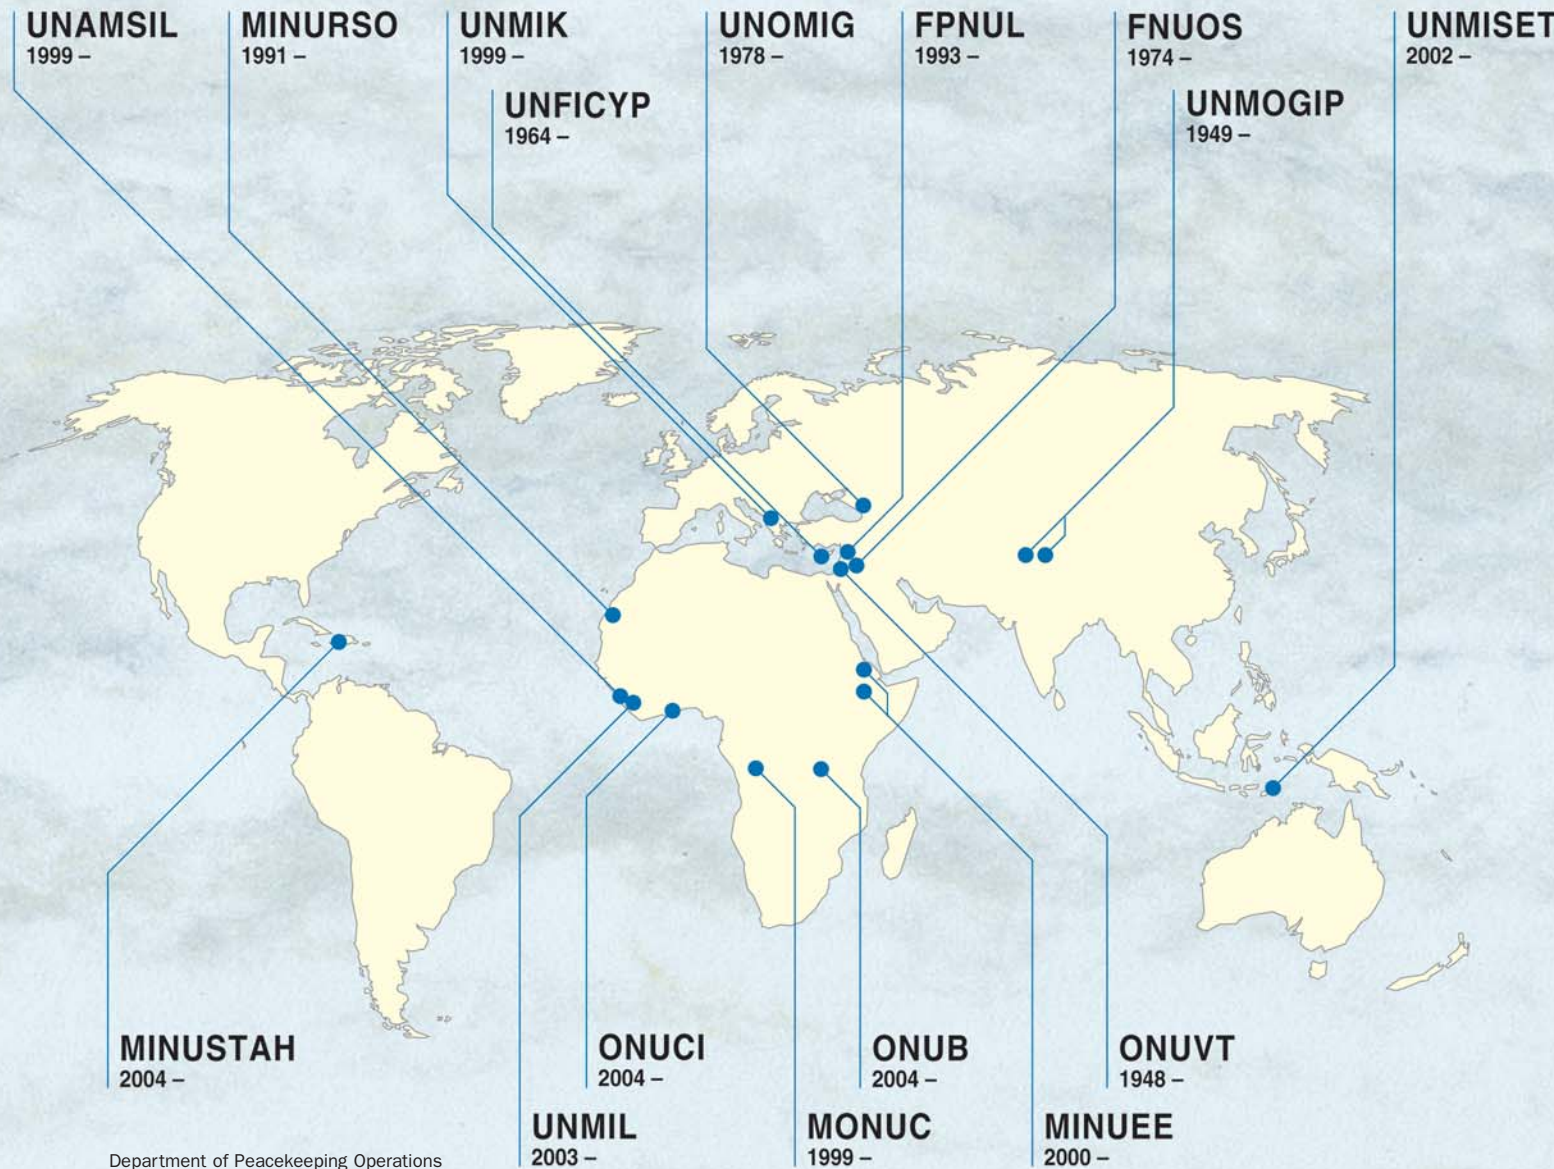 UNAMSIL
1999 –
MINURSO
1991 –
UNMIK
1999 –
UNOMIG
1978 –
FPNUL
1993 –
FNUOS
1974 –
UNMISET
2002 –
UNFICYP
1964 –
UNMOGIP
1949 –
MINUSTAH
2004 –
ONUCI
2004 –
ONUB
2004 –
ONUVT
1948 –
UNMIL
2003 –
MONUC
1999 –
MINUEE
2000 –
Department of Peacekeeping Operations